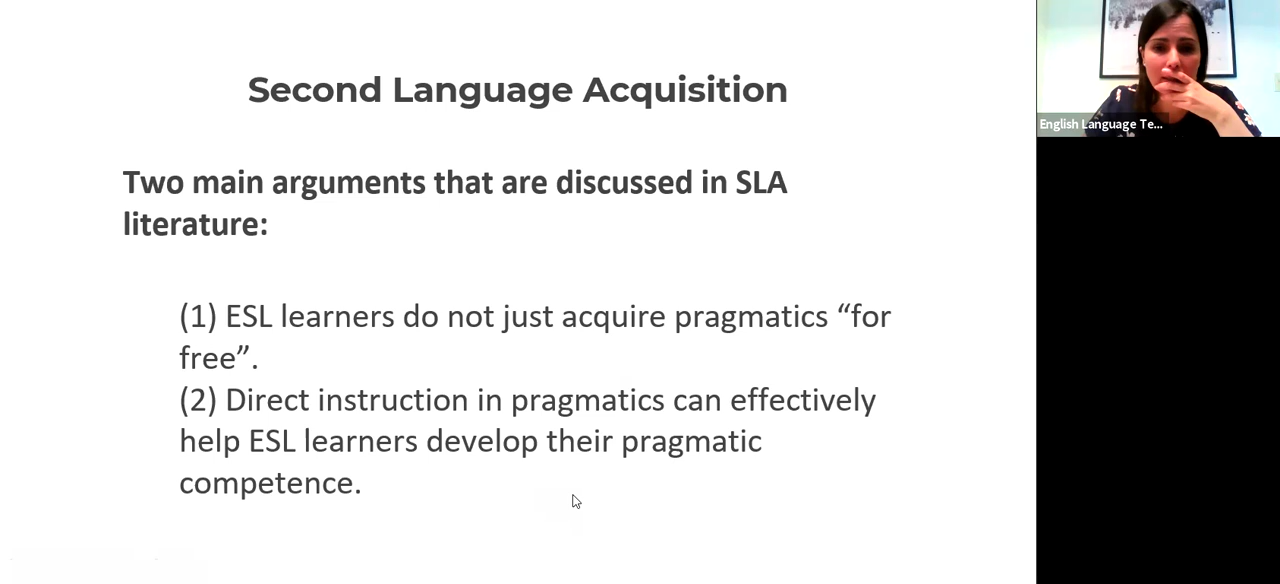 Second Language Acquisition
Two main arguments that are discussed in SLA
literature:
(1) ESL learners do not just acquire pragmatics “for
free”.
(2) Direct instruction in pragmatics can effectively
help ESL learners develop their pragmatic
competence.
English Language Te...